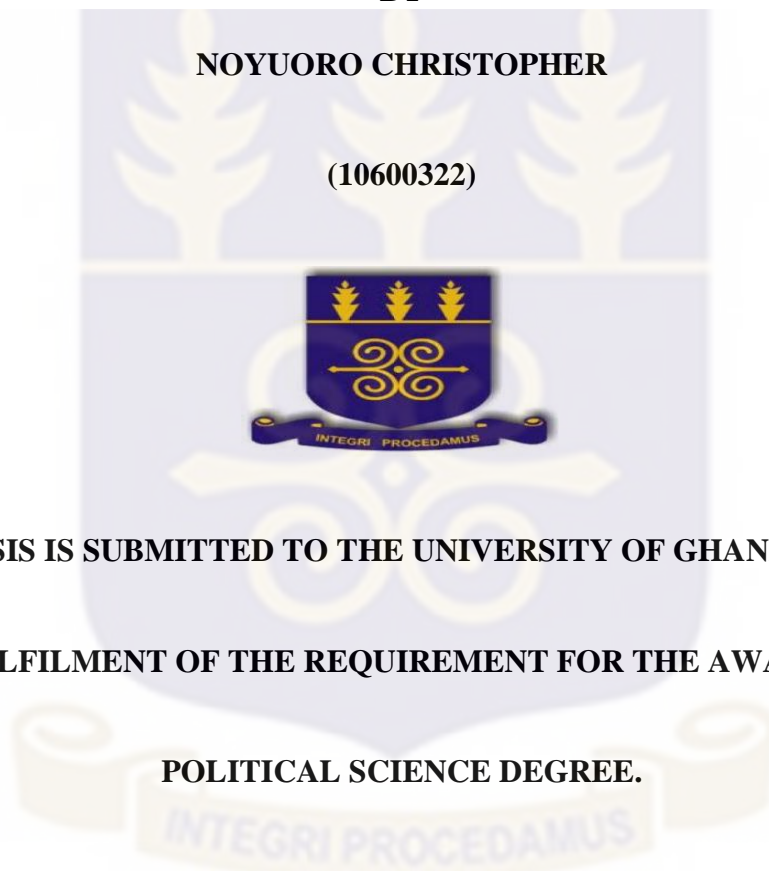 NOYUORO CHRISTOPHER
(10600322)
INTEGRI PROCEDAMUS
SIS IS SUBMITTED TO THE UNIVERSITY OF GHAN
LFILMENT OF THE REQUIREMENT FOR THE AWA
POLITICAL SCIENCE DEGREE.
INTEGRI PROCEDAMUS